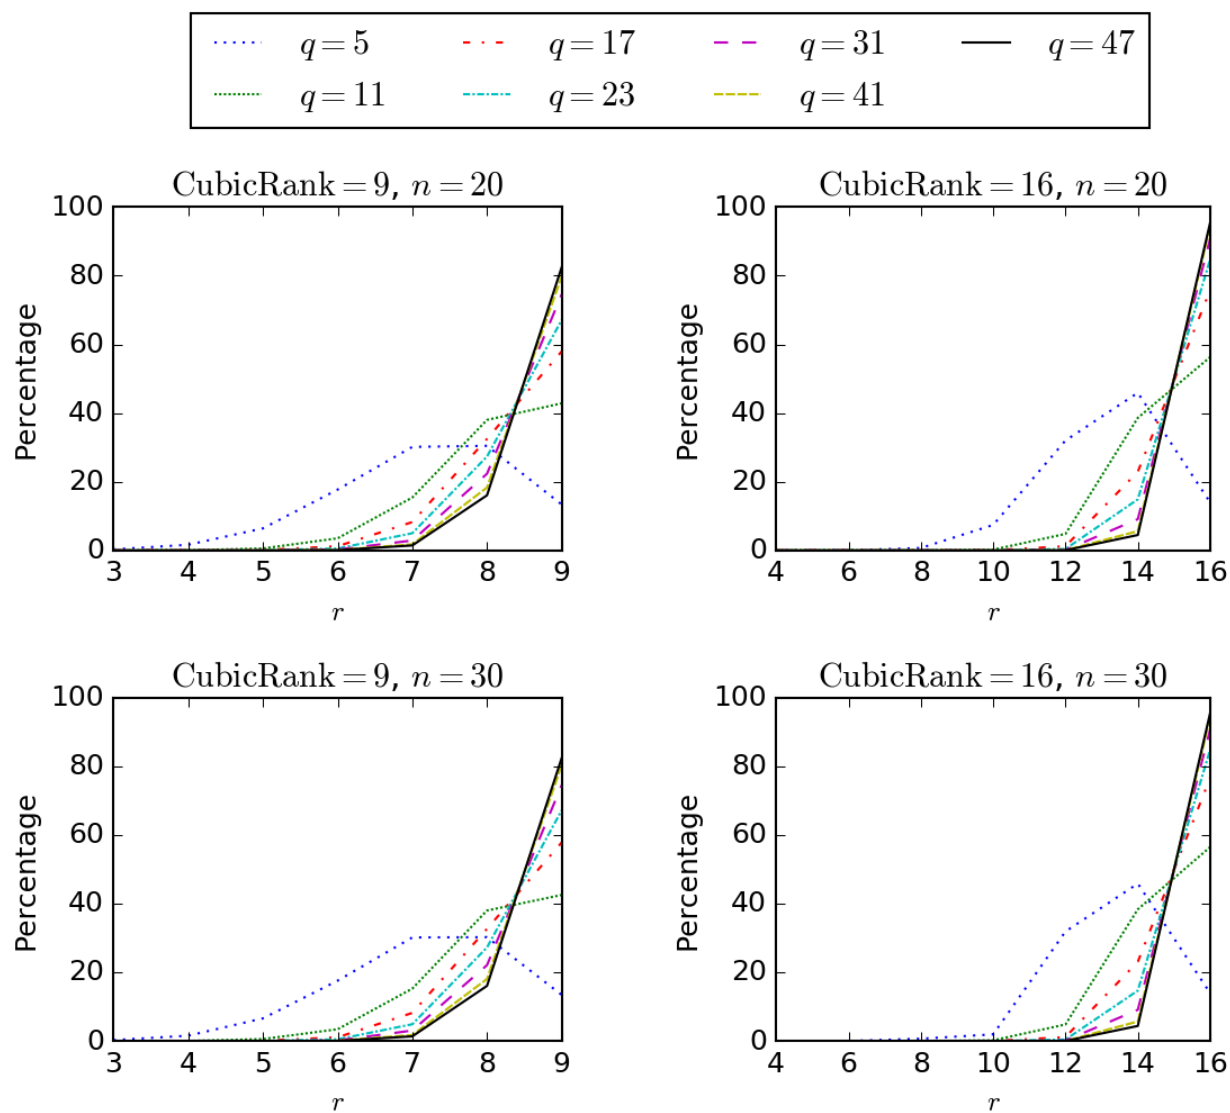 q = 5 q = 17 q = 31 q = 47
q = 11 q = 23 q = 41
CubicRank = 9, n = 20
100
80
60
40
20
0
3 4 5 6 7 8 9
Percentage
r
CubicRank = 16, n = 20
100
80
60
40
20
0
4 6 8 10 12 14 16
Percentage
r
CubicRank = 9, n = 30
100
80
60
40
20
0
3 4 5 6 7 8 9
Percentage
r
CubicRank = 16, n = 30
100
80
60
40
20
0
4 6 8 10 12 14 16
Percentage
r